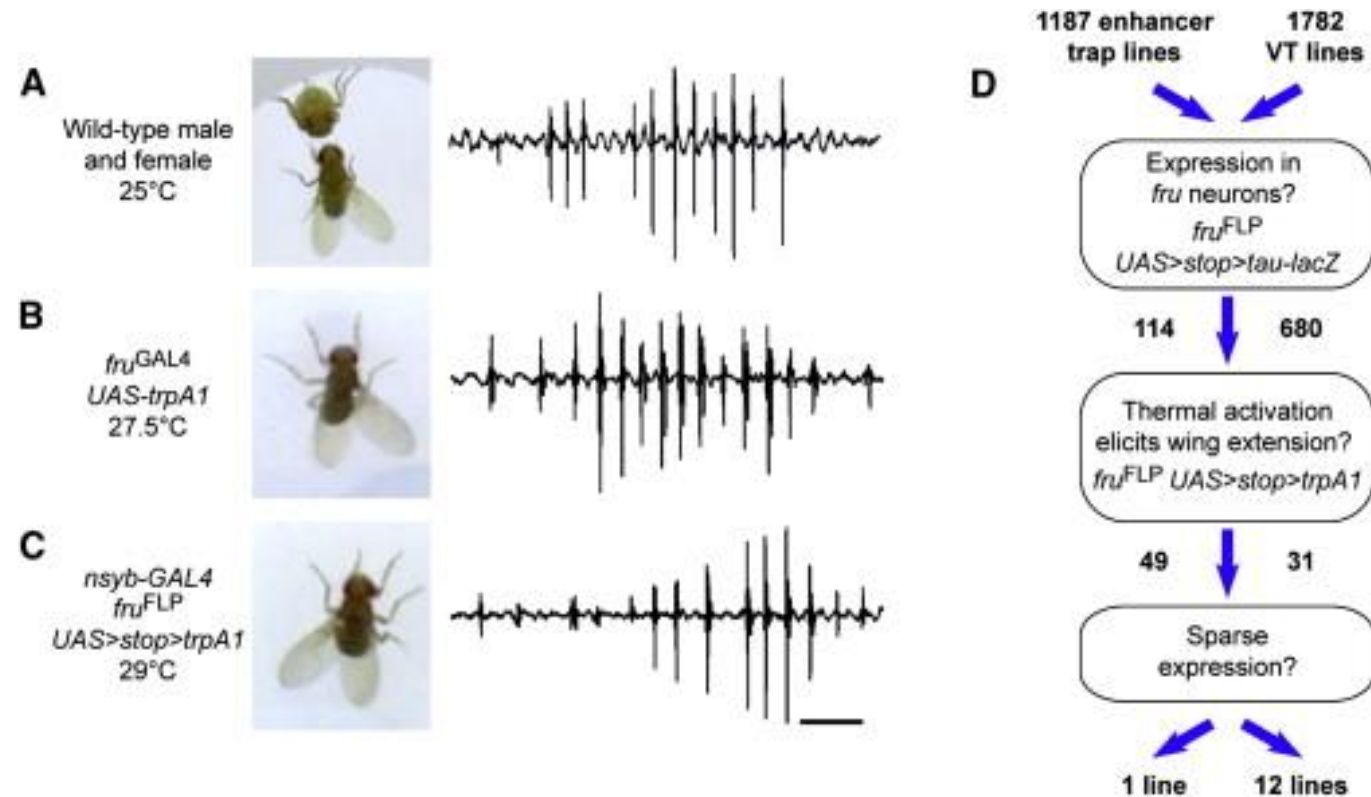 A
Wild-type male
and female
25°C
B
fruGAL4
UAS-trpA1
27.5°C
C
nsyb-GAL4
fruFLP
UAS>stop>trpA1
29°C
D
1187 enhancer
trap lines
1782
VT lines
Expression in
fru neurons?
fruFLP
UAS>stop>tau-lacZ
114 680
Thermal activation
elicits wing extension?
fruFLP UAS>stop>trpA1
49 31
Sparse
expression?
1 line 12 lines